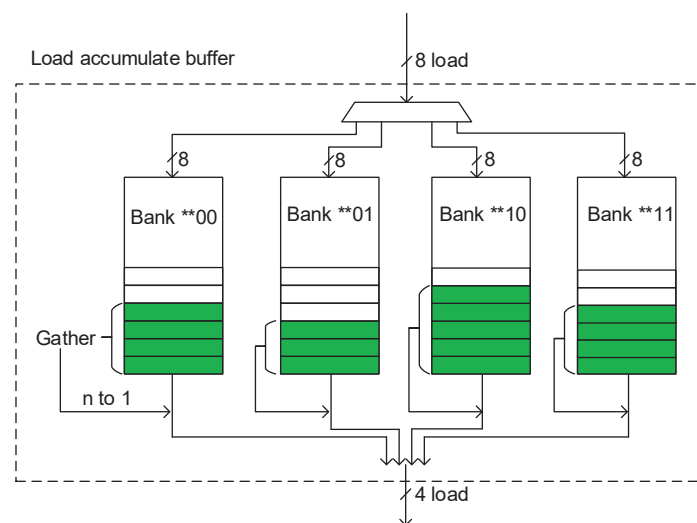 8 load
Load accumulate buffer
8
8
8
8
Bank **00
Bank **01
Bank **10
Bank **11
Gather
n to 1
4 load